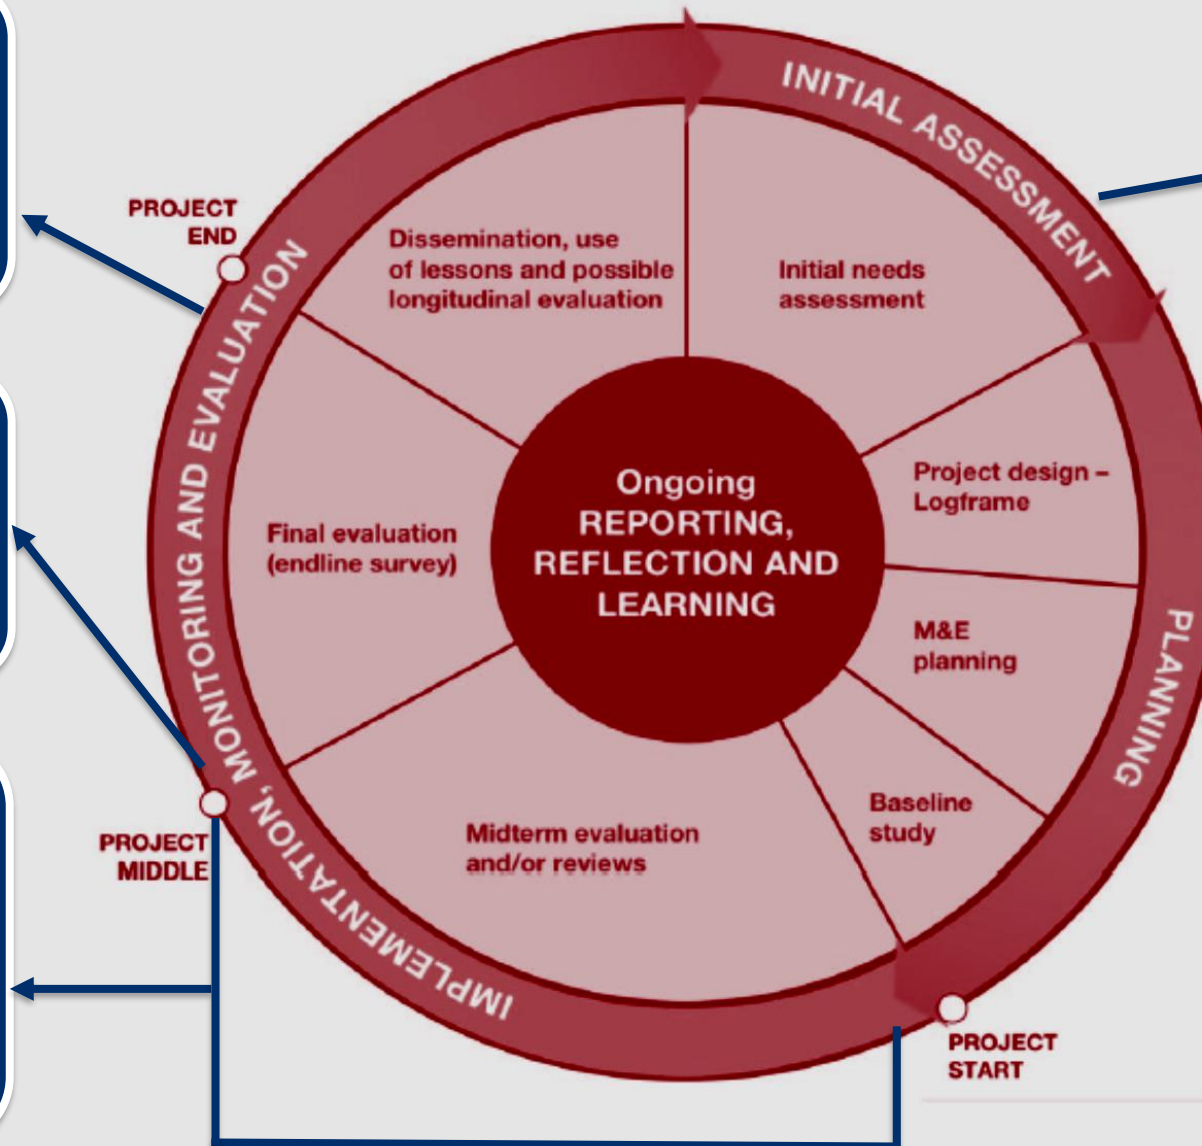 INITIAL ASSESSMENT
PLANNING
IMPLEMENTATION, MONITORING AND EVALUATION
PROJECT
END
Dissemination, use
of lessons and possible
longitudinal evaluation
Initial needs
assessment
Project design –
Logframe
M&E
planning
Baseline
study
Midterm evaluation
and/or reviews
Final evaluation
(endline survey)
Ongoing
REPORTING,
REFLECTION AND
LEARNING
PROJECT
MIDDLE
PROJECT
START